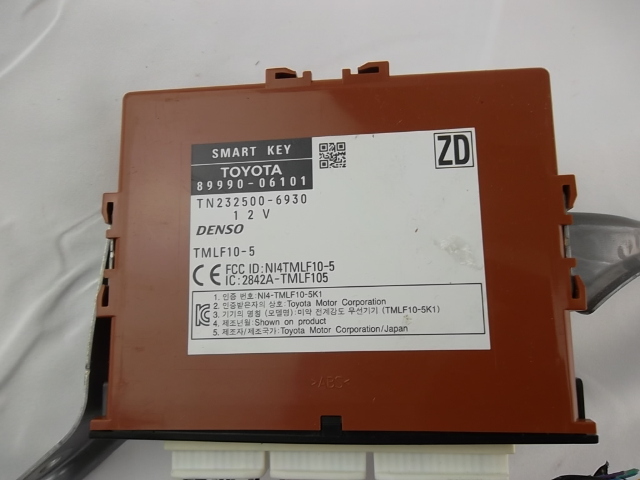 SMART KEY
ZD
TOYOTA
89990-06101
TN232500-6930
12V
DENSO
TMLF10-5
CE FCC ID:NI4TMLF10-5
IC:2842A-TMLF105
1. 인증 번호: NI4-TMLF10-5K1
2. 인증받은자의 상호: Toyota Motor Corporation
3. 기기의 명칭 (모델명): 미약 전계강도 무선기기 (TMLF10-5K1)
4. 제조년월: Shown on product
5. 제조자/제조국가: Toyota Motor Corporation/Japan
>ABS<